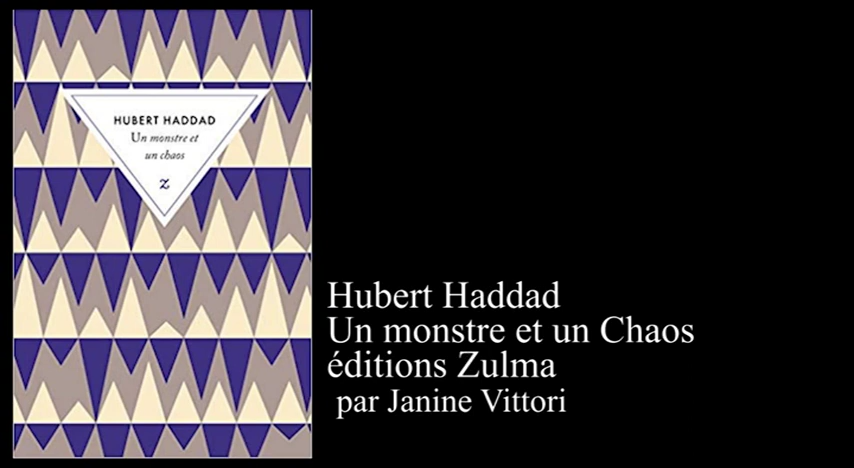 HUBERT HADDAD
Un monstre et
un chaos
Z
Hubert Haddad
Un monstre et un Chaos
éditions Zulma
par Janine Vittori